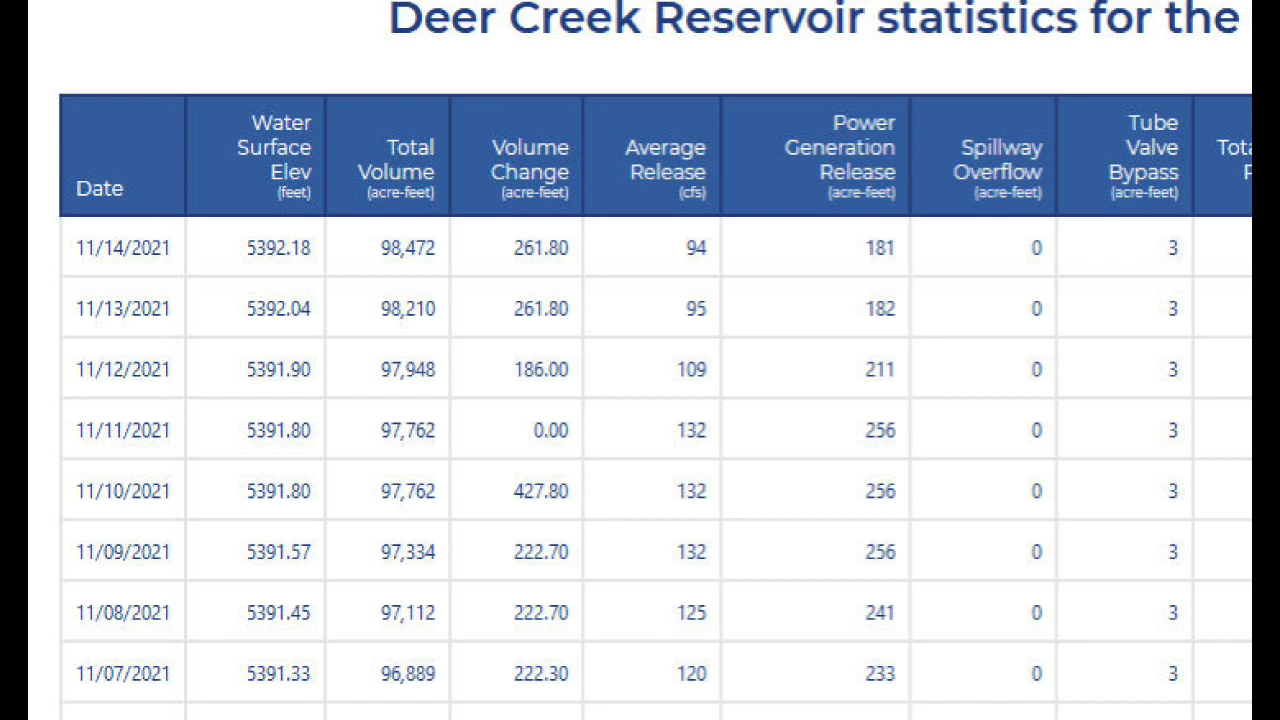 Deer Creek Reservoir statistics for the
Date Water Surface Elev (feet) Total Volume (acre-feet) Volume Change (acre-feet) Average Release (cfs) Power Generation Release (acre-feet) Spillway Overflow (acre-feet) Tube Valve Bypass (acre-feet)
11/14/2021 5392.18 98,472 261.80 94 181 0 3
11/13/2021 5392.04 98,210 261.80 95 182 0 3
11/12/2021 5391.90 97,948 186.00 109 211 0 3
11/11/2021 5391.80 97,762 0.00 132 256 0 3
11/10/2021 5391.80 97,762 427.80 132 256 0 3
11/09/2021 5391.57 97,334 222.70 132 256 0 3
11/08/2021 5391.45 97,112 222.70 125 241 0 3
11/07/2021 5391.33 96,889 222.30 120 233 0 3